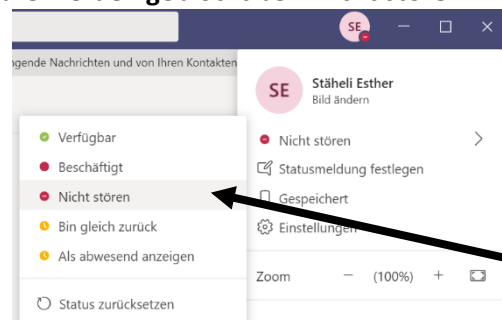 SE
gende Nachrichten und von Ihren Kontakten
SE
Stäheli Esther
Bild ändern
Verfügbar
Beschäftigt
Nicht stören
Bin gleich zurück
Als abwesend anzeigen
Status zurücksetzen
Nicht stören
Statusmeldung festlegen
Gespeichert
Einstellungen
Zoom — (100%) +